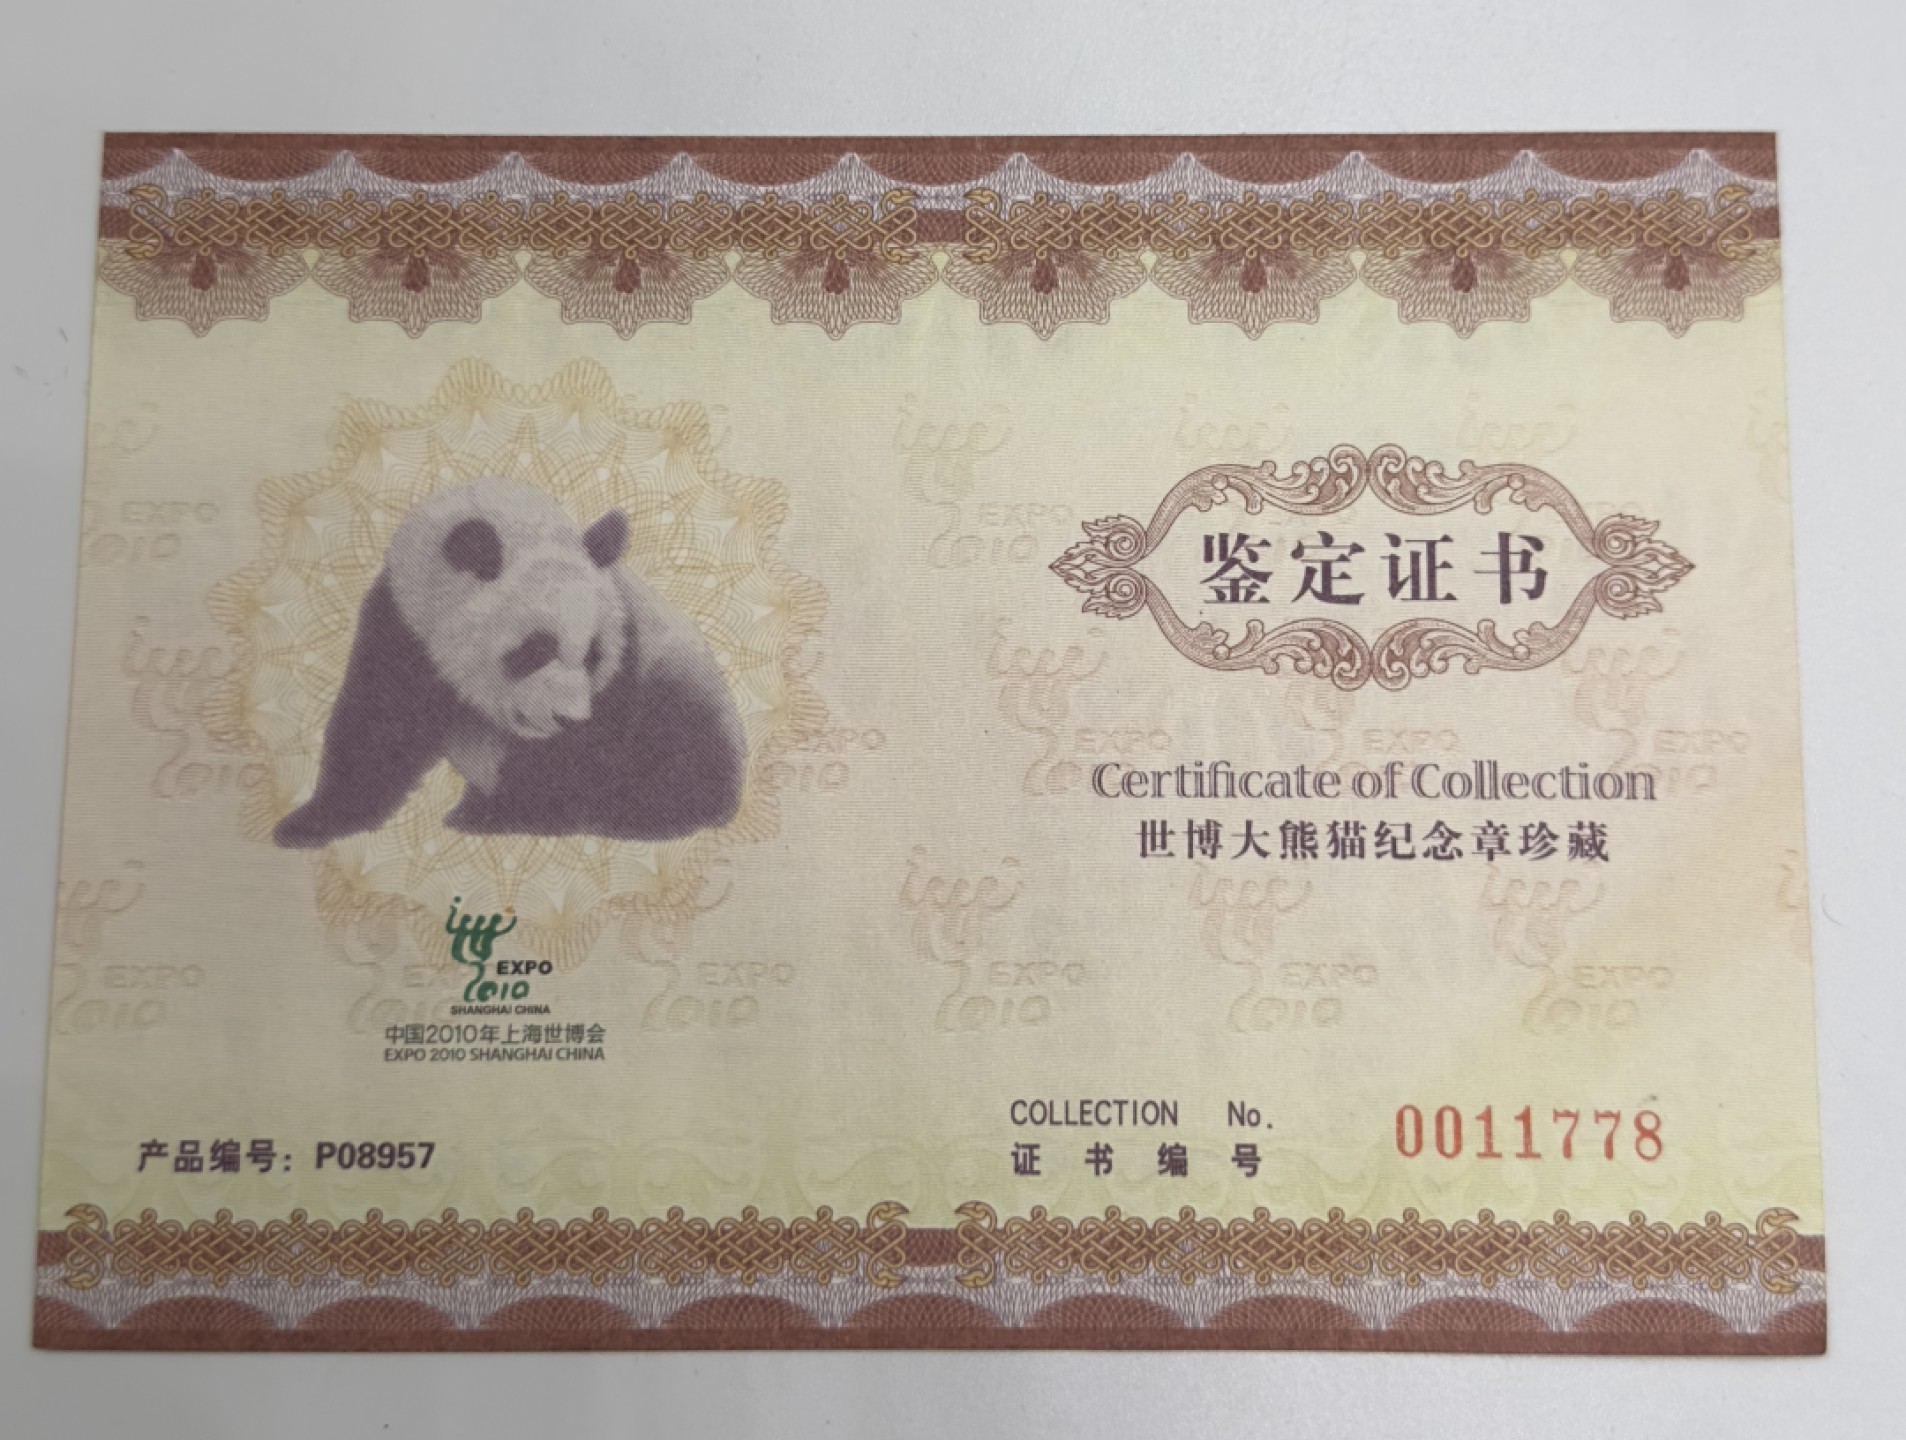 EXPO
2010
SHANGHAI CHINA
中国2010年上海世博会
EXPO 2010 SHANGHAI CHINA
产品编号：P08957
鉴定证书
Certificate of Collection
世博大熊猫纪念章珍藏
COLLECTION No.
证书编号
0011778